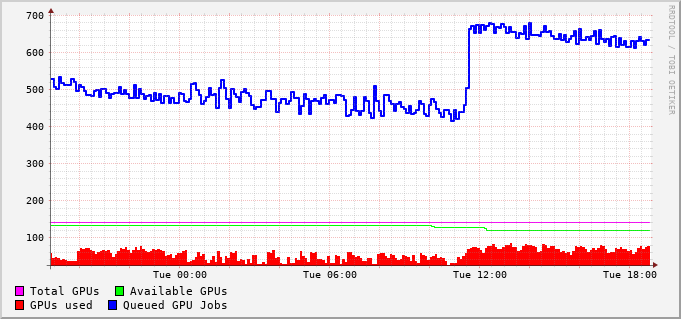 700
600
500
400
300
200
100
Tue 00:00 Tue 06:00 Tue 12:00 Tue 18:00
Total GPUs Available GPUs
GPUs used Queued GPU Jobs
RRDTOOL / TOBI OETIKER